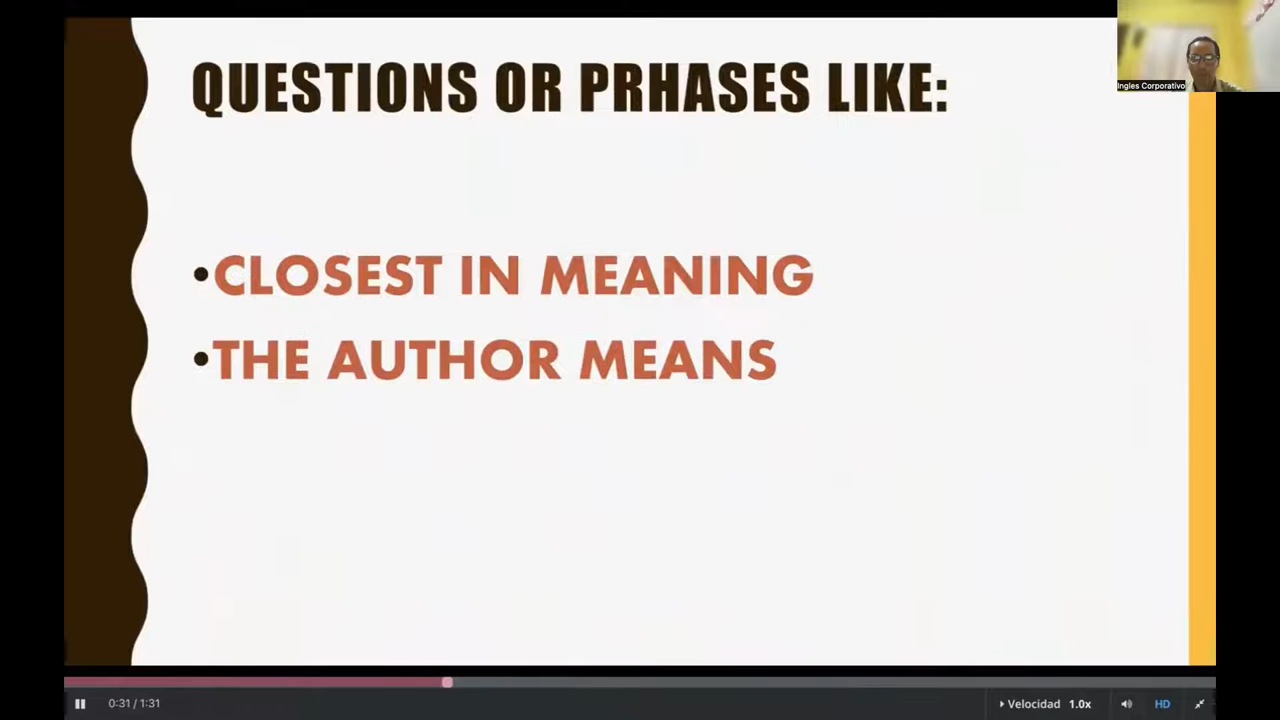 QUESTIONS OR PRHASES LIKE:
Ingles Corporativo
•CLOSEST IN MEANING
•THE AUTHOR MEANS
0:31 / 1:31
Velocidad 1.0x
HD